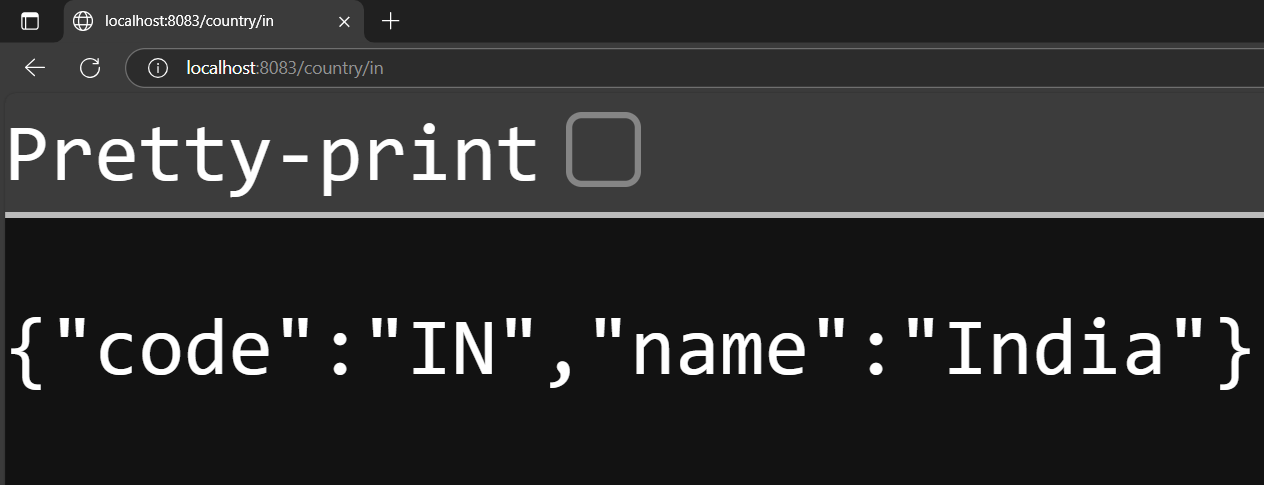 localhost:8083/country/in
localhost:8083/country/in
Pretty-print
{"code":"IN","name":"India"}